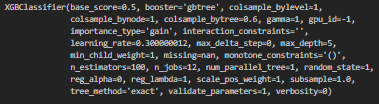 XGBClassifier(base_score=0.5, booster='gbtree', colsample_bylevel=1,
colsample_bynode=1, colsample_bytree=0.6, gamma=1, gpu_id=-1,
importance_type='gain', interaction_constraints='',
learning_rate=0.300000012, max_delta_step=0, max_depth=5,
min_child_weight=1, missing=nan, monotone_constraints='()',
n_estimators=100, n_jobs=12, num_parallel_tree=1, random_state=1,
reg_alpha=0, reg_lambda=1, scale_pos_weight=1, subsample=1.0,
tree_method='exact', validate_parameters=1, verbosity=0)